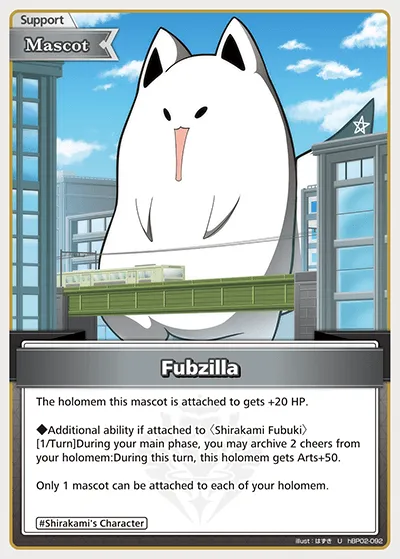 Support
Mascot
Fubzilla
The holomem this mascot is attached to gets +20 HP.
◆Additional ability if attached to 〈Shirakami Fubuki〉
[1/Turn]During your main phase, you may archive 2 cheers from
your holomem:During this turn, this holomem gets Arts+50.
Only 1 mascot can be attached to each of your holomem.
#Shirakami's Character
illust : はずき U hBP02-092